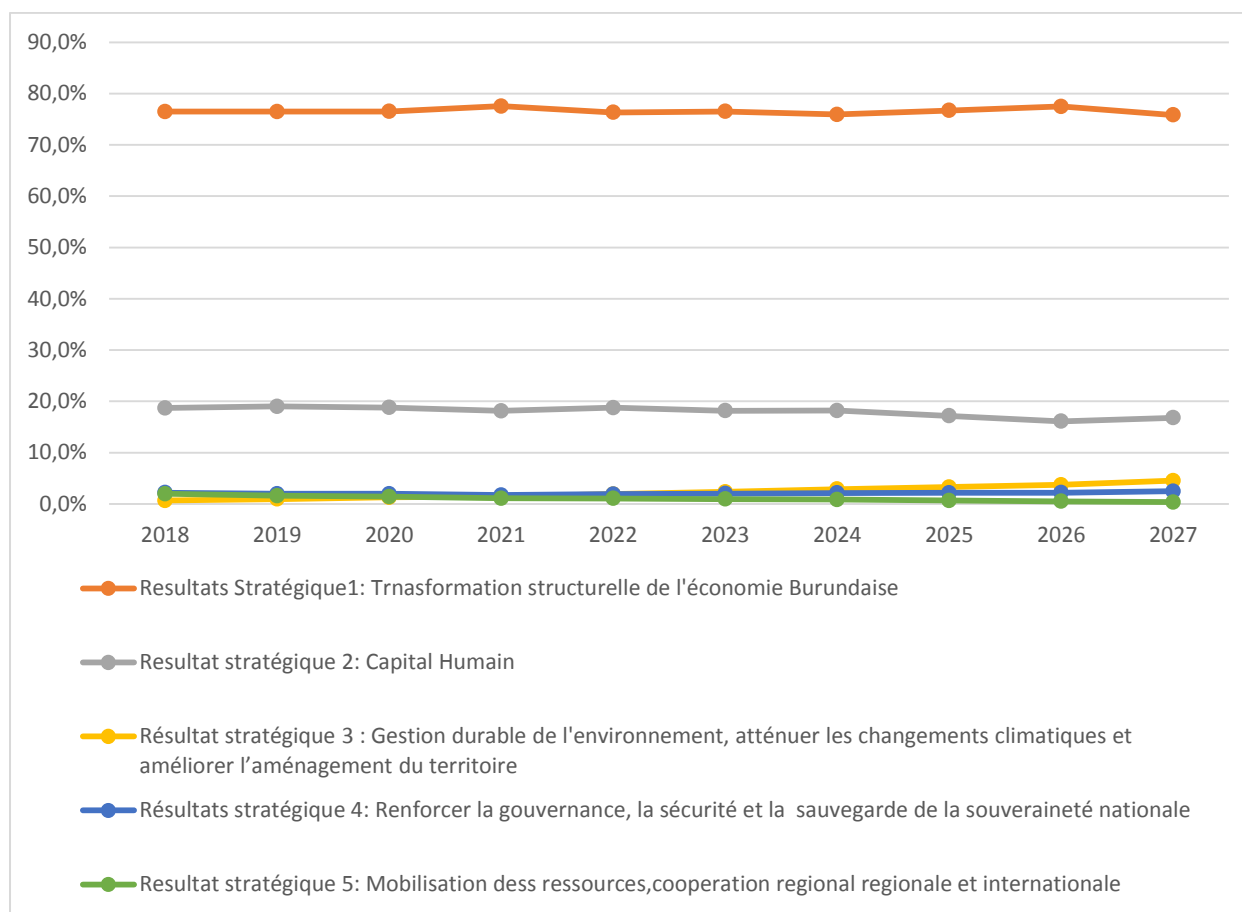 90,0%
80,0%
70,0%
60,0%
50,0%
40,0%
30,0%
20,0%
10,0%
0,0%
2018 2019 2020 2021 2022 2023 2024 2025 2026 2027
Resultats Stratégique1: Trnasformation structurelle de l'économie Burundaise
Resultat stratégique 2: Capital Humain
Résultat stratégique 3 : Gestion durable de l'environnement, atténuer les changements climatiques et
améliorer l’aménagement du territoire
Résultats stratégique 4: Renforcer la gouvernance, la sécurité et la  sauvegarde de la souveraineté nationale
Resultat stratégique 5: Mobilisation dess ressources,cooperation regional regionale et internationale